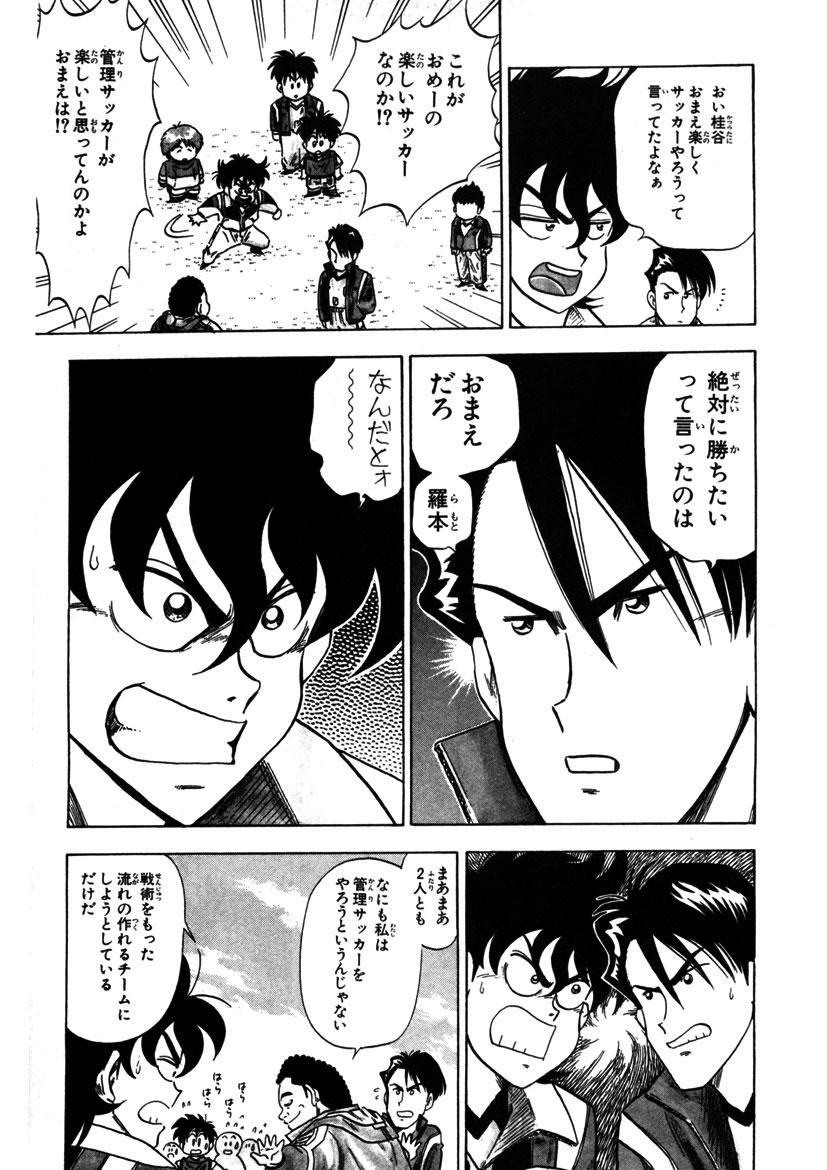 おい桂谷
おまえ楽しく
サッカーやろうって
言ってたよなぁ
これが
おめーの
楽しいサッカー
なのか!?
管理サッカーが
楽しいと思ってんのかよ
おまえは!?
絶対に勝ちたい
って言ったのは
おまえ
だろ
羅本
なんだとォ
〜〜〜〜
まあまあ
2人とも
なにも私は
管理サッカーを
やろうというんじゃない
戦術をもった
流れの作れるチームに
しようとしている
だけだ
はら
はら
はら
はら